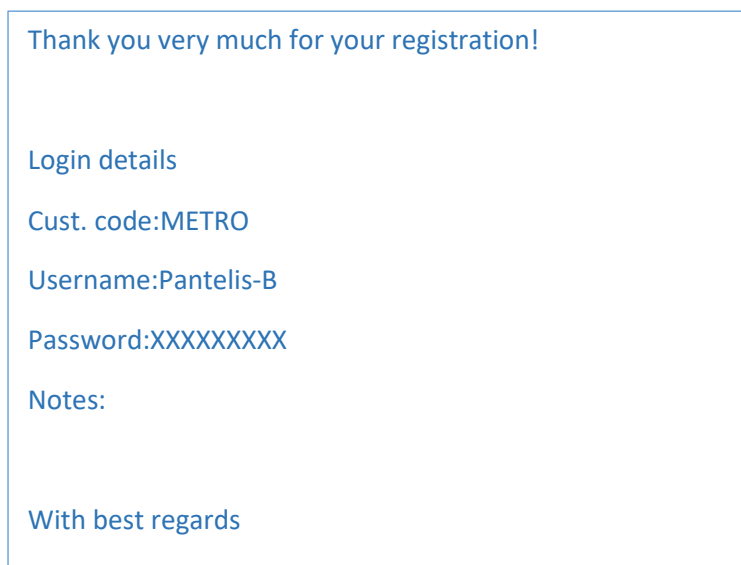 Thank you very much for your registration!
Login details
Cust. code:METRO
Username:Pantelis-B
Password:XXXXXXXXX
Notes:
With best regards